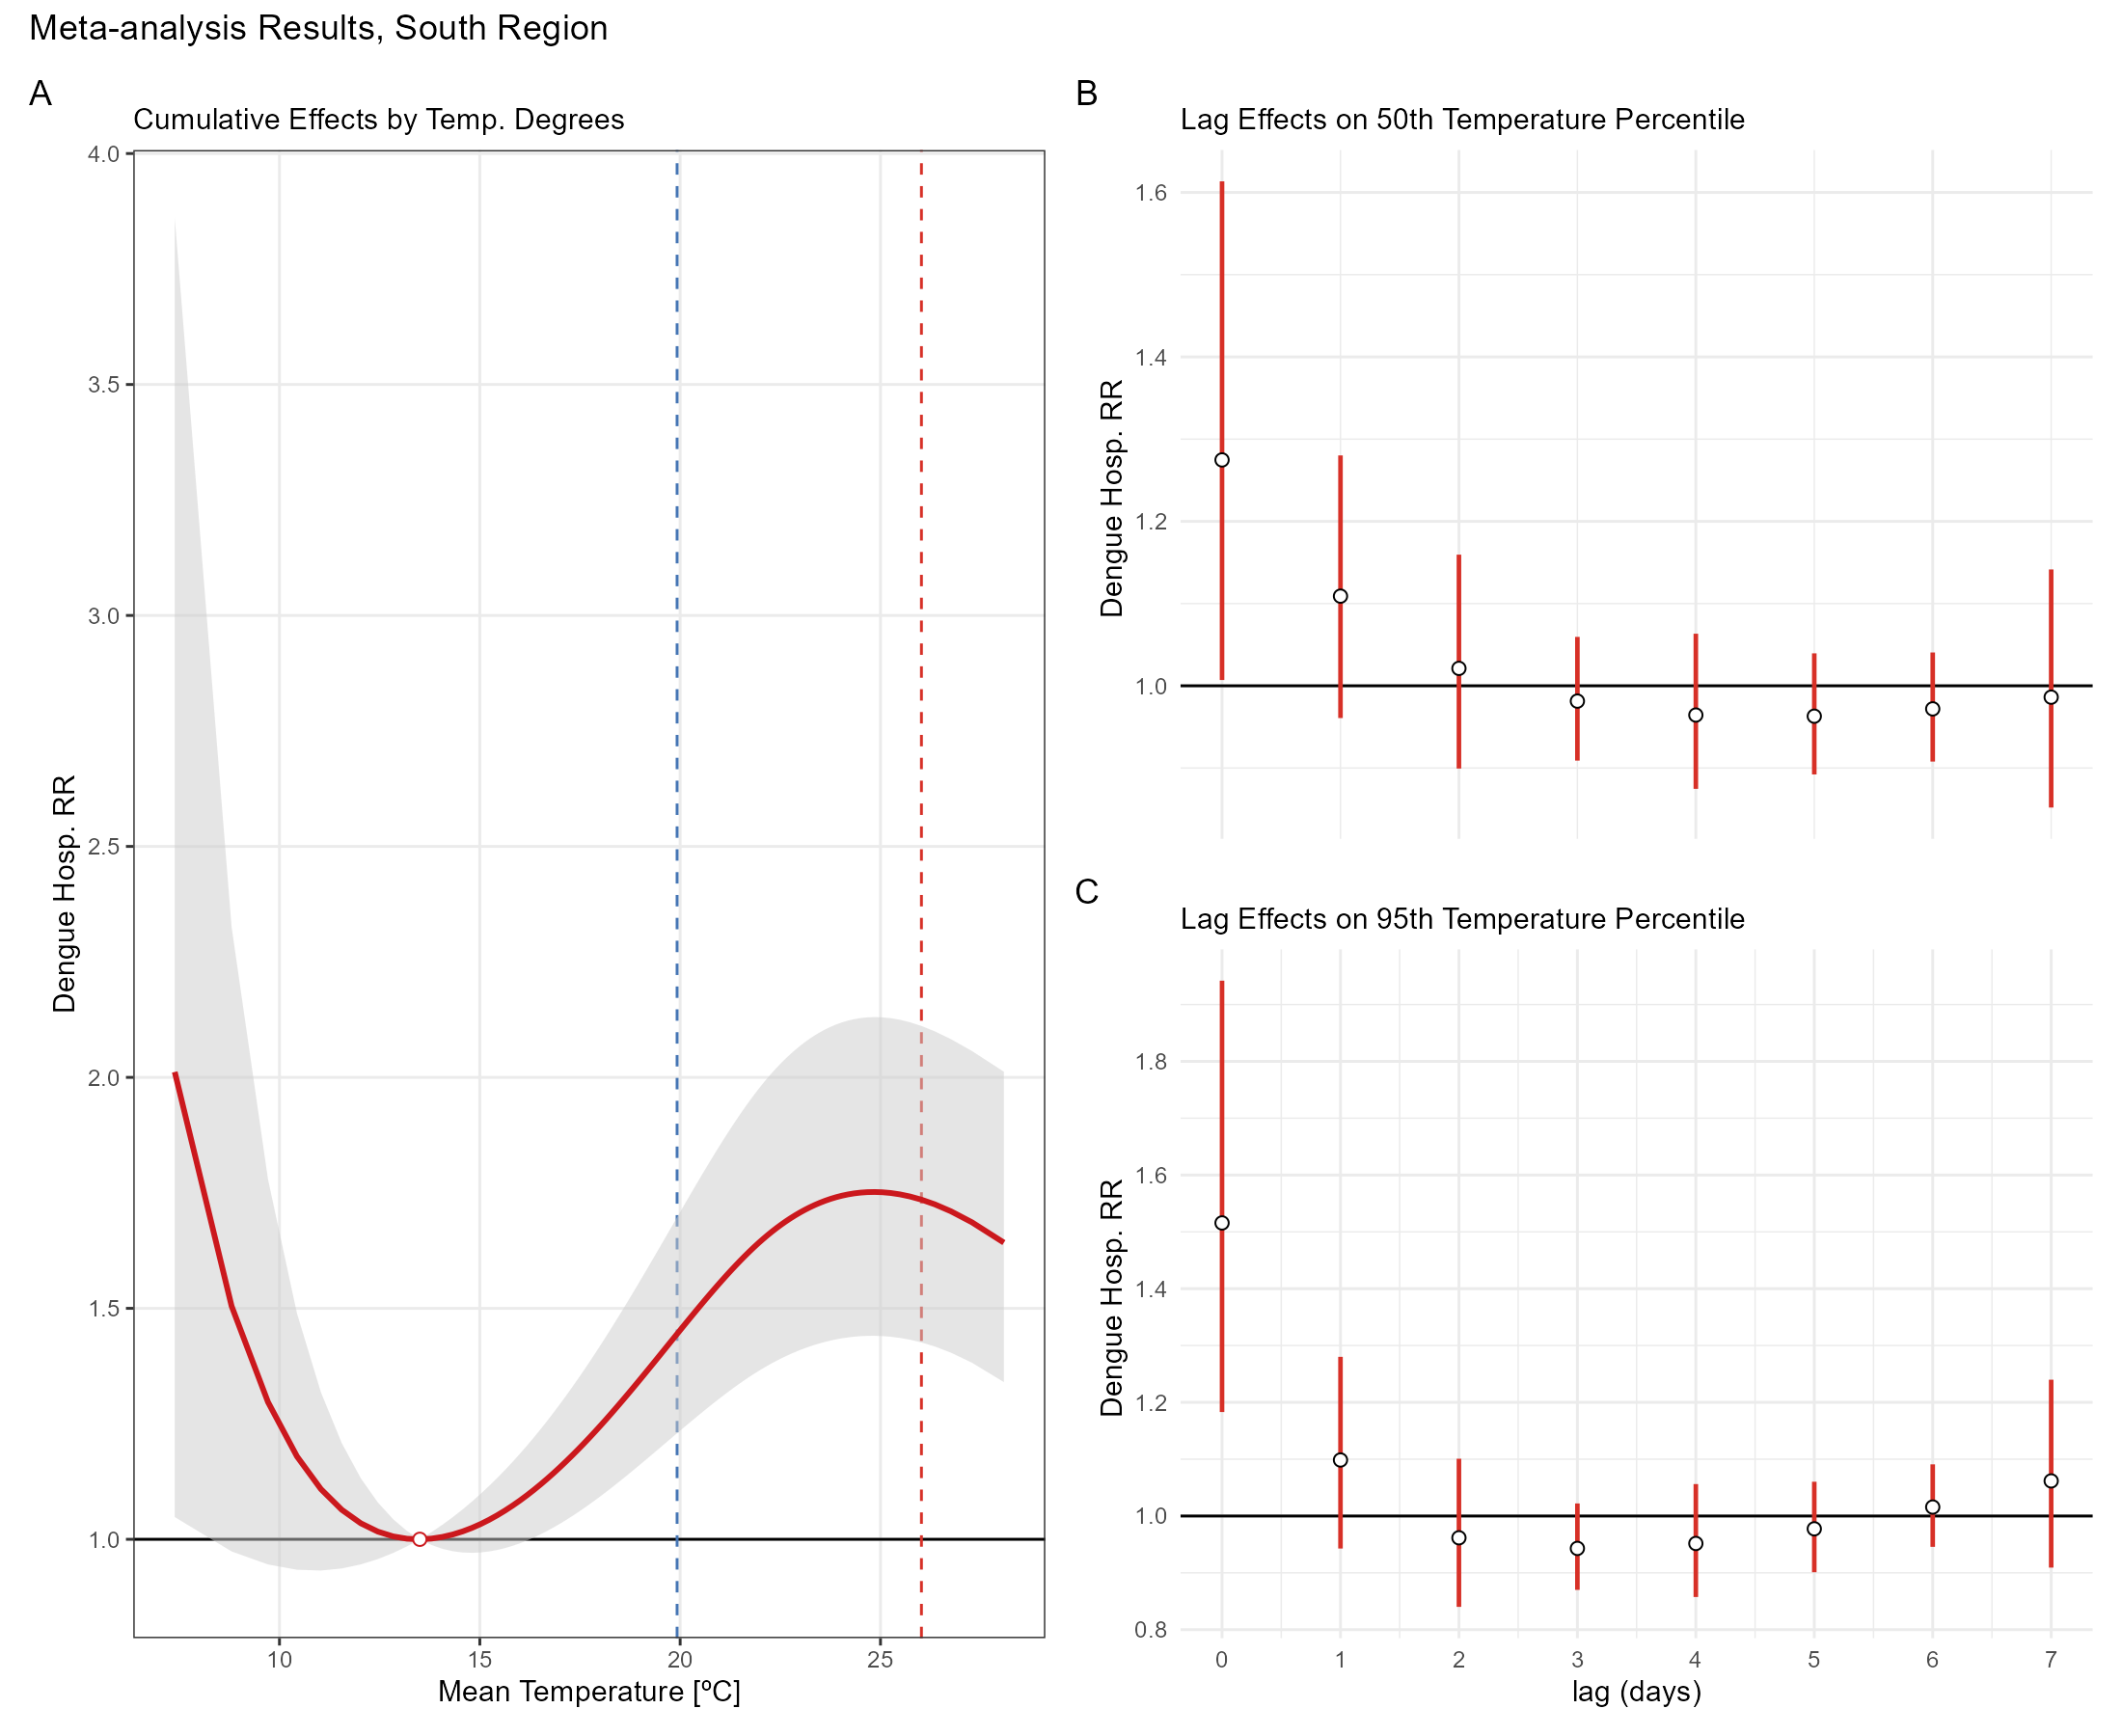 Meta-analysis Results, South Region
A
Cumulative Effects by Temp. Degrees
Dengue Hosp. RR
4.0
3.5
3.0
2.5
2.0
1.5
1.0
10 15 20 25
Mean Temperature [ºC]
B
Lag Effects on 50th Temperature Percentile
Dengue Hosp. RR
1.6
1.4
1.2
1.0
C
Lag Effects on 95th Temperature Percentile
Dengue Hosp. RR
1.8
1.6
1.4
1.2
1.0
0.8
0 1 2 3 4 5 6 7
lag (days)